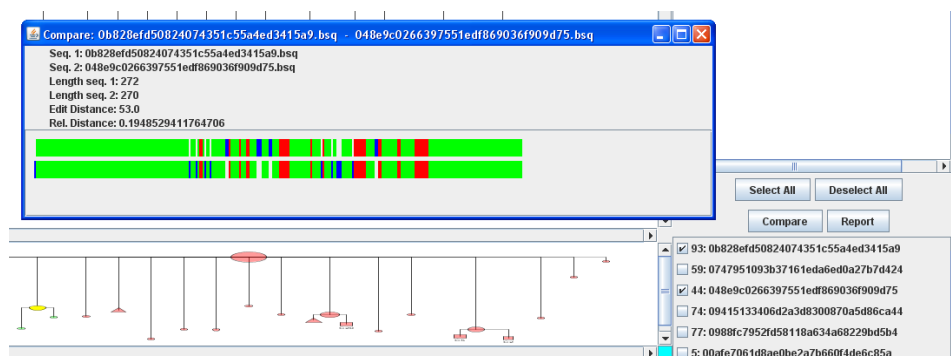 Compare: 0b828efd50824074351c55a4ed3415a9.bsq - 048e9c0266397551edf869036f909d75.bsq
Seq. 1: 0b828efd50824074351c55a4ed3415a9.bsq
Seq. 2: 048e9c0266397551edf869036f909d75.bsq
Length seq. 1: 272
Length seq. 2: 270
Edit Distance: 53.0
Rel. Distance: 0.1948529411764706
Select All Deselect All
Compare Report
93: 0b828efd50824074351c55a4ed3415a9
59: 0747951093b37161eda6ed0a27b7d424
44: 048e9c0266397551edf869036f909d75
74: 09415133406d2a3d8300870a5d86ca44
77: 0988fc7952fd58118a634a68229bd5b4
5: 00afe7061d8ae0be2a7b660f4de6c85a